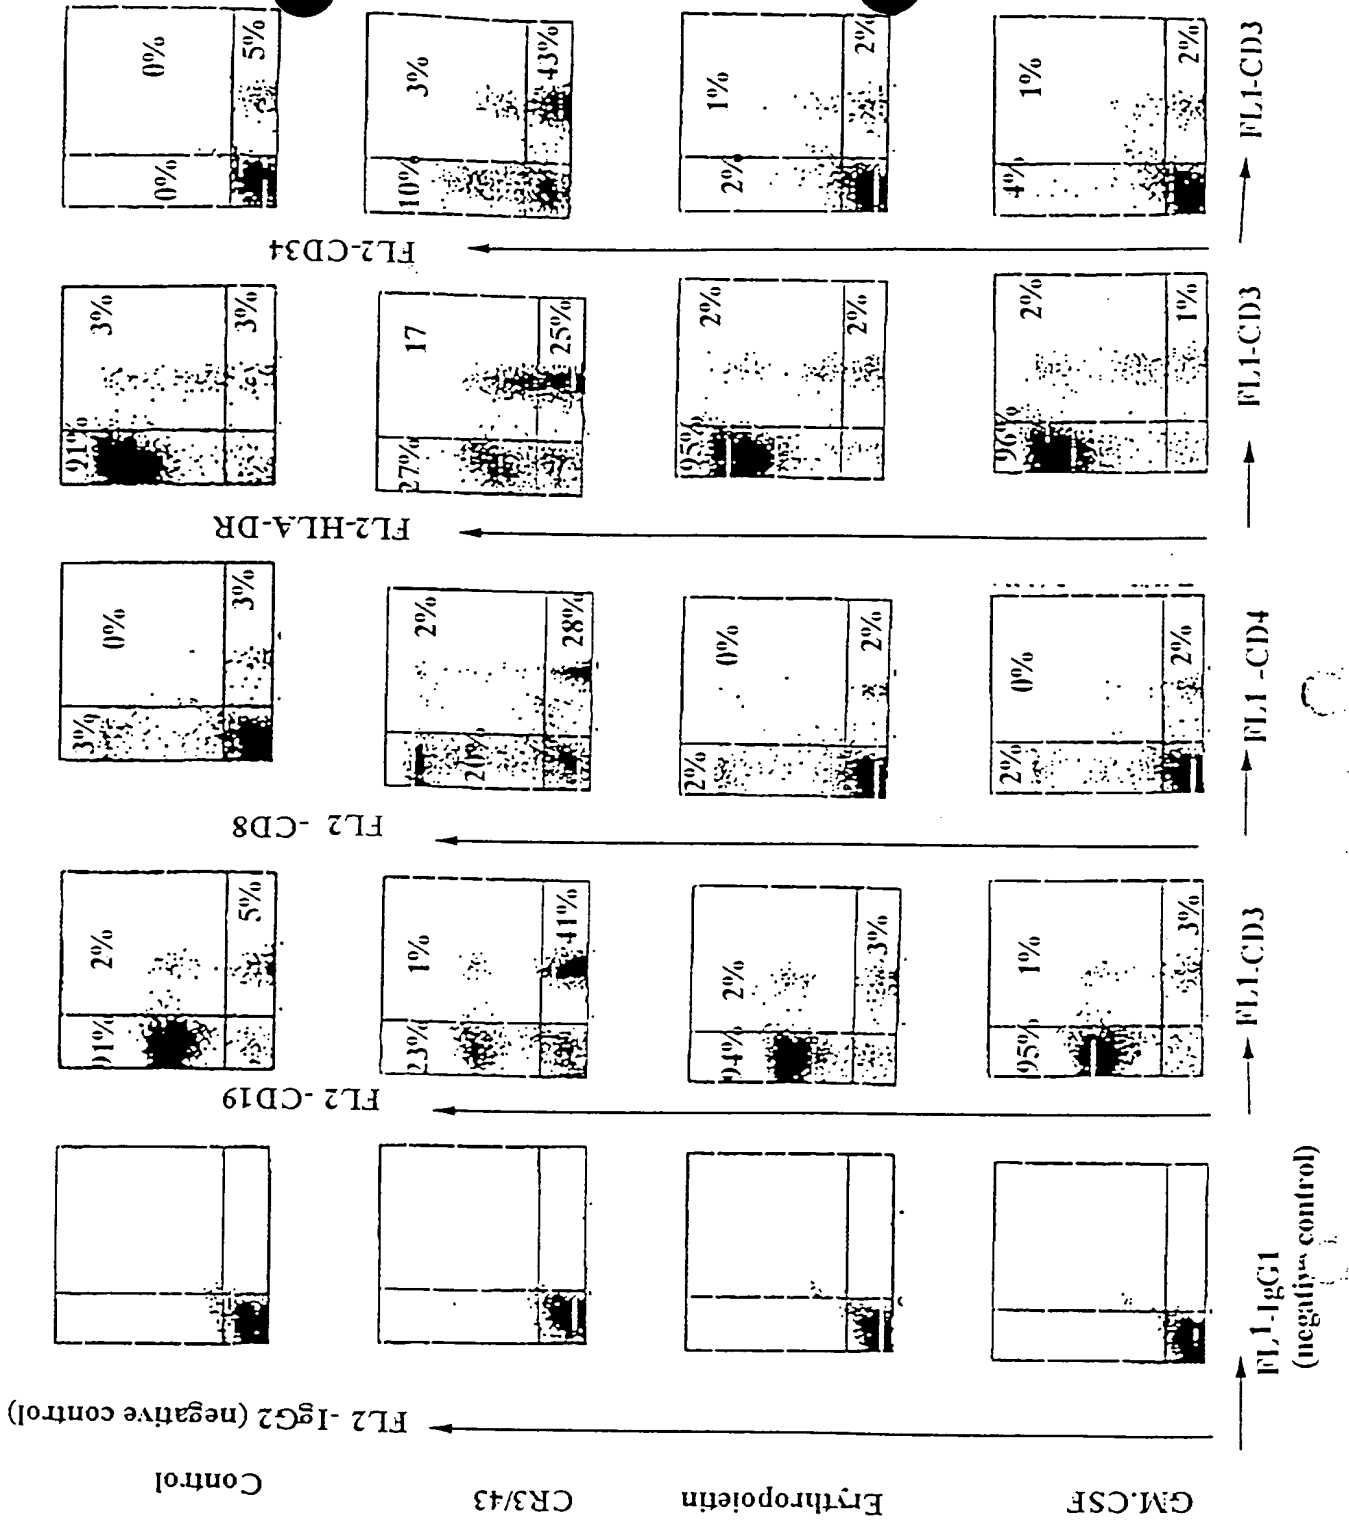 FL2 -IgG2 (negative control)
FL2 -CD19
FL2 -CD8
FL2-HLA-DR
FL2-CD34
Control
91% 2%
5%
3% 0%
3%
91% 3%
3%
0% 0%
5%
CR3/43
23% 1%
41%
20% 2%
28%
27% 17
25%
10% 3%
43%
Erythropoietin
94% 2%
3%
2% 0%
2%
95% 2%
2%
2% 1%
2%
GM.CSF
95% 1%
3%
2% 0%
2%
96% 2%
1%
4% 1%
2%
FL1-IgG1
(negative control)
FL1-CD3
FL1 -CD4
FL1-CD3
FL1-CD3